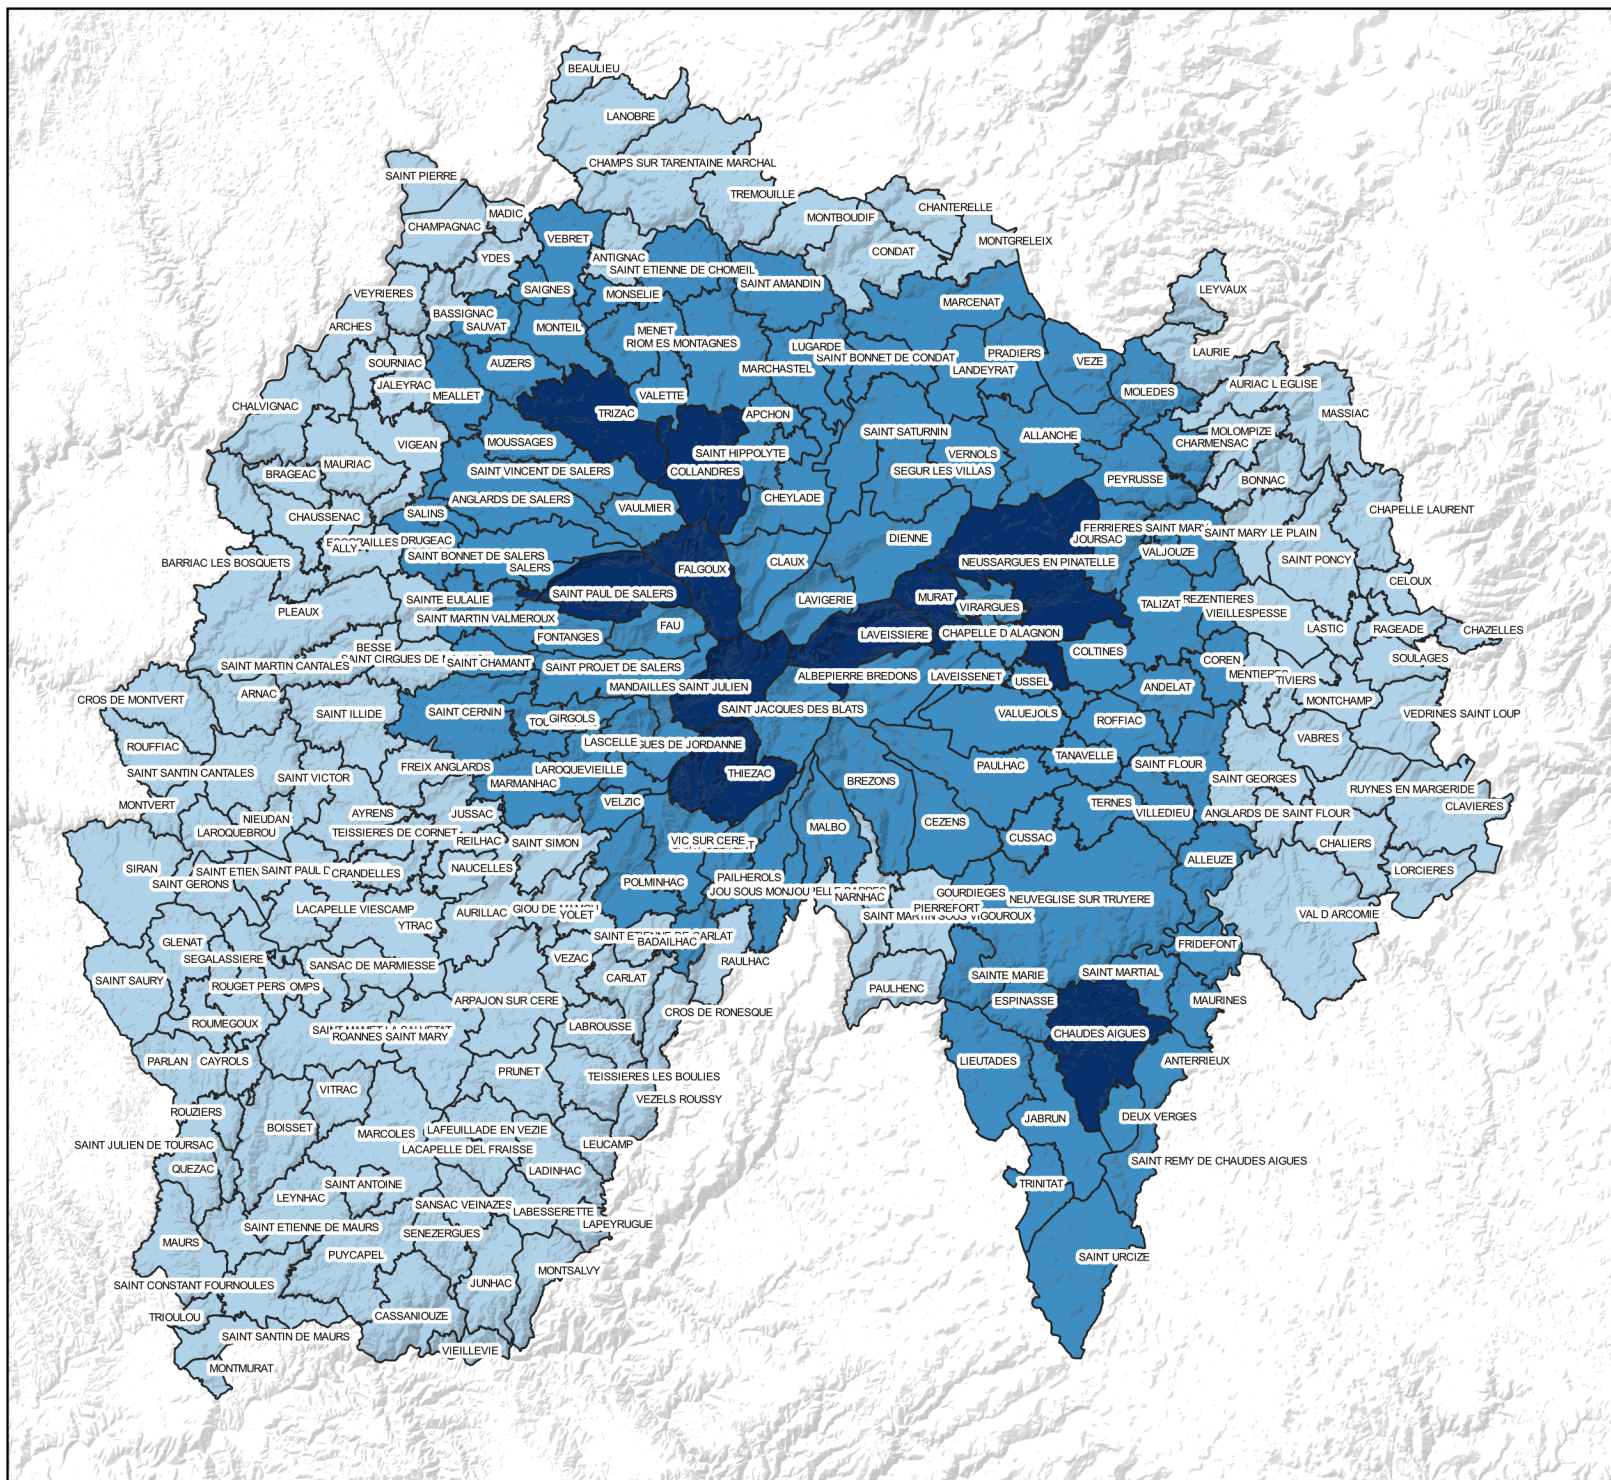 BEAULIEU
LANOBRE
CHAMPS SUR TARENTAINE MARCHAL
SAINT PIERRE
TREMOUILLE
MADIC
CHANTERELLE
MONTBOUDIF
CHAMPAGNAC
VEBRET
MONTGRELEIX
CONDAT
YDES
ANTIGNAC
SAINT ETIENNE DE CHOMEIL
SAINT AMANDIN
SAIGNES
LEYVAUX
VEYRIERES
MONSELIE
MARCENAT
BASSIGNAC
SAUVAT
ARCHES
MONTEIL
MENET
RIOM ES MONTAGNES
LUGARDE
SAINT BONNET DE CONDAT
PRADIERS
LAURIE
SOURNIAC
AUZERS
MARCHASTEL
LANDEYRAT
VEZE
JALEYRAC
MEALLET
VALETTE
MOLEDES
AURIAC L EGLISE
CHALVIGNAC
TRIZAC
APCHON
MASSIAC
MOUSSAGES
VIGEAN
SAINT SATURNIN
ALLANCHE
MOLOMPIZE
CHARMENSAC
SAINT HIPPOLYTE
VERNOLS
MAURIAC
BRAGEAC
SAINT VINCENT DE SALERS
COLLANDRES
SEGUR LES VILLAS
PEYRUSSE
BONNAC
ANGLARDS DE SALERS
CHEYLADE
VAULMIER
CHAUSSENAC
SALINS
CHAPELLE LAURENT
FERRIERES SAINT MARY
SAINT MARY LE PLAIN
DRUGEAC
ALLY
DIENNE
JOURSAC
VALJOUZE
SAINT BONNET DE SALERS
SALERS
BARRIAC LES BOSQUETS
FALGOUX
CLAUX
NEUSSARGUES EN PINATELLE
SAINT PONCY
CELOUX
SAINT PAUL DE SALERS
MURAT
LAVIGERIE
VIRARGUES
TALIZAT
REZENTIERES
VIEILLESPESSE
PLEAUX
SAINTE EULALIE
SAINT MARTIN VALMEROUX
FAU
FONTANGES
LAVEISSIERE
CHAPELLE D ALAGNON
LASTIC
RAGEADE
CHAZELLES
BESSE
SAINT MARTIN CANTALES
SAINT CHAMANT
SAINT PROJET DE SALERS
COLTINES
COREN
SOULAGES
ALBEPIERRE BREDONS
LAVEISSENET
USSEL
MENTIERES
TIVIERS
ANDELAT
MANDAILLES SAINT JULIEN
CROS DE MONTVERT
ARNAC
MONTCHAMP
SAINT JACQUES DES BLATS
SAINT ILLIDE
SAINT CERNIN
GIRGOLS
VALUEJOLS
ROFFIAC
VEDRINES SAINT LOUP
ROUFFIAC
LASCELLE
VABRES
TANAVELLE
SAINT FLOUR
PAULHAC
FREIX ANGLARDS
LAROQUEVIEILLE
THIEZAC
SAINT SANTIN CANTALES
SAINT VICTOR
MARMANHAC
BREZONS
SAINT GEORGES
RUYNES EN MARGERIDE
MONTVERT
VELZIC
TERNES
VILLEDIEU
CLAVIERES
NIEUDAN
AYRENS
JUSSAC
ANGLARDS DE SAINT FLOUR
LAROQUEBROU
TEISSIERES DE CORNET
REILHAC
SAINT SIMON
VIC SUR CERE
MALBO
CEZENS
CUSSAC
CHALIERS
ALLEUZE
SIRAN
SAINT GERONS
CRANDELLES
NAUCELLES
LORCIERES
POLMINHAC
PAILHEROLS
JOU SOUS MONJOU
NARNHAC
GOURDIEGES
NEUVEGLISE SUR TRUYERE
LACAPELLE VIESCAMP
AURILLAC
YOLET
PIERREFORT
SAINT MARTIN SOUS VIGOUROUX
VAL D ARCOMIE
YTRAC
GLENAT
SEGALASSIERE
BADAILHAC
SAINT ETIENNE DE CARLAT
FRIDEFONT
VEZAC
RAULHAC
SANSAC DE MARMIESSE
SAINT SAURY
CARLAT
SAINTE MARIE
SAINT MARTIAL
ROUGET PERS
OMPS
PAULHENC
ESPINASSE
MAURINES
ARPAJON SUR CERE
CROS DE RONESQUE
ROUMEGOUX
LABROUSSE
ROANNES SAINT MARY
CHAUDES AIGUES
PARLAN
CAYROLS
LIEUTADES
ANTERRIEUX
PRUNET
TEISSIERES LES BOULIES
VITRAC
VEZELS ROUSSY
ROUZIERS
BOISSET
JABRUN
DEUX VERGES
MARCOLES
LAFEUILLADE EN VEZIE
SAINT JULIEN DE TOURSAC
LACAPELLE DEL FRAISSE
LEUCAMP
QUEZAC
LADINHAC
SAINT REMY DE CHAUDES AIGUES
SAINT ANTOINE
TRINITAT
LEYNHAC
SANSAC VEINAZES
LABESSERETTE
LAPEYRUGUE
SAINT ETIENNE DE MAURS
SENEZERGUES
MAURS
PUYCAPEL
SAINT URCIZE
MONTSALVY
SAINT CONSTANT FOURNOULES
JUNHAC
TRIOULOU
CASSANIOUZE
SAINT SANTIN DE MAURS
VIEILLEVIE
MONTMURAT